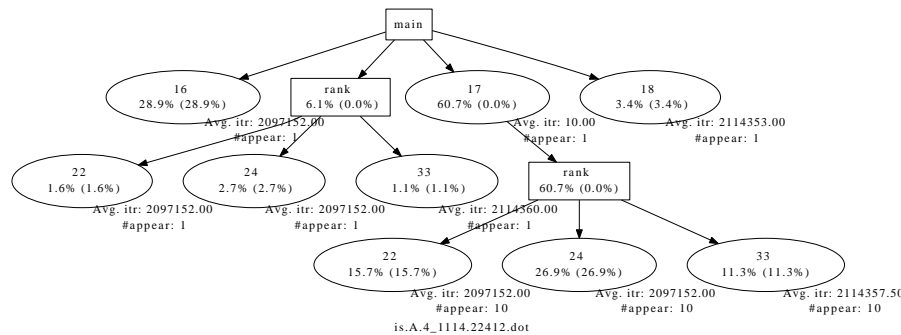 main
16
28.9% (28.9%)
Avg. itr: 2097152.00
#appear: 1
rank
6.1% (0.0%)
17
60.7% (0.0%)
Avg. itr: 10.00
#appear: 1
18
3.4% (3.4%)
Avg. itr: 2114353.00
#appear: 1
22
1.6% (1.6%)
Avg. itr: 2097152.00
#appear: 1
24
2.7% (2.7%)
Avg. itr: 2097152.00
#appear: 1
33
1.1% (1.1%)
Avg. itr: 2114360.00
#appear: 1
rank
60.7% (0.0%)
22
15.7% (15.7%)
Avg. itr: 2097152.00
#appear: 10
24
26.9% (26.9%)
Avg. itr: 2097152.00
#appear: 10
33
11.3% (11.3%)
Avg. itr: 2114357.50
#appear: 10
is.A.4_1114.22412.dot